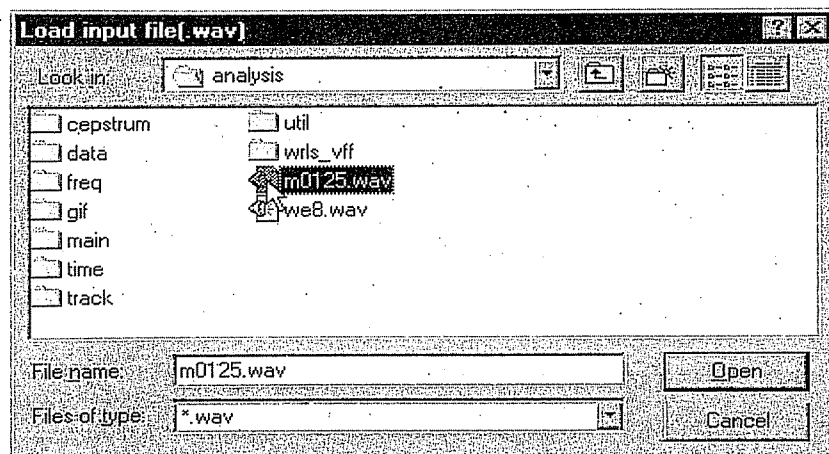 Load input file(.wav)
Look in: analysis
cepstrum
data
freq
gif
main
time
track
util
wrls_vff
m0125.wav
we8.wav
File name: m0125.wav
Open
Files of type: *.wav
Cancel